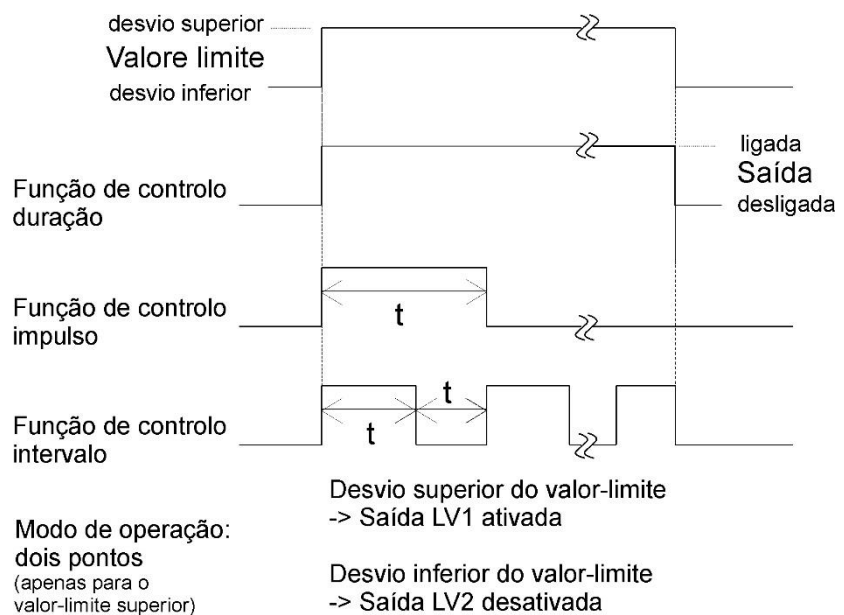 desvio superior
Valore limite
desvio inferior
ligada
Saída
desligada
Função de controlo
duração
Função de controlo
impulso
t
Função de controlo
intervalo
t
t
Modo de operação:
dois pontos
(apenas para o
valor-limite superior)
Desvio superior do valor-limite
-> Saída LV1 ativada
Desvio inferior do valor-limite
-> Saída LV2 desativada